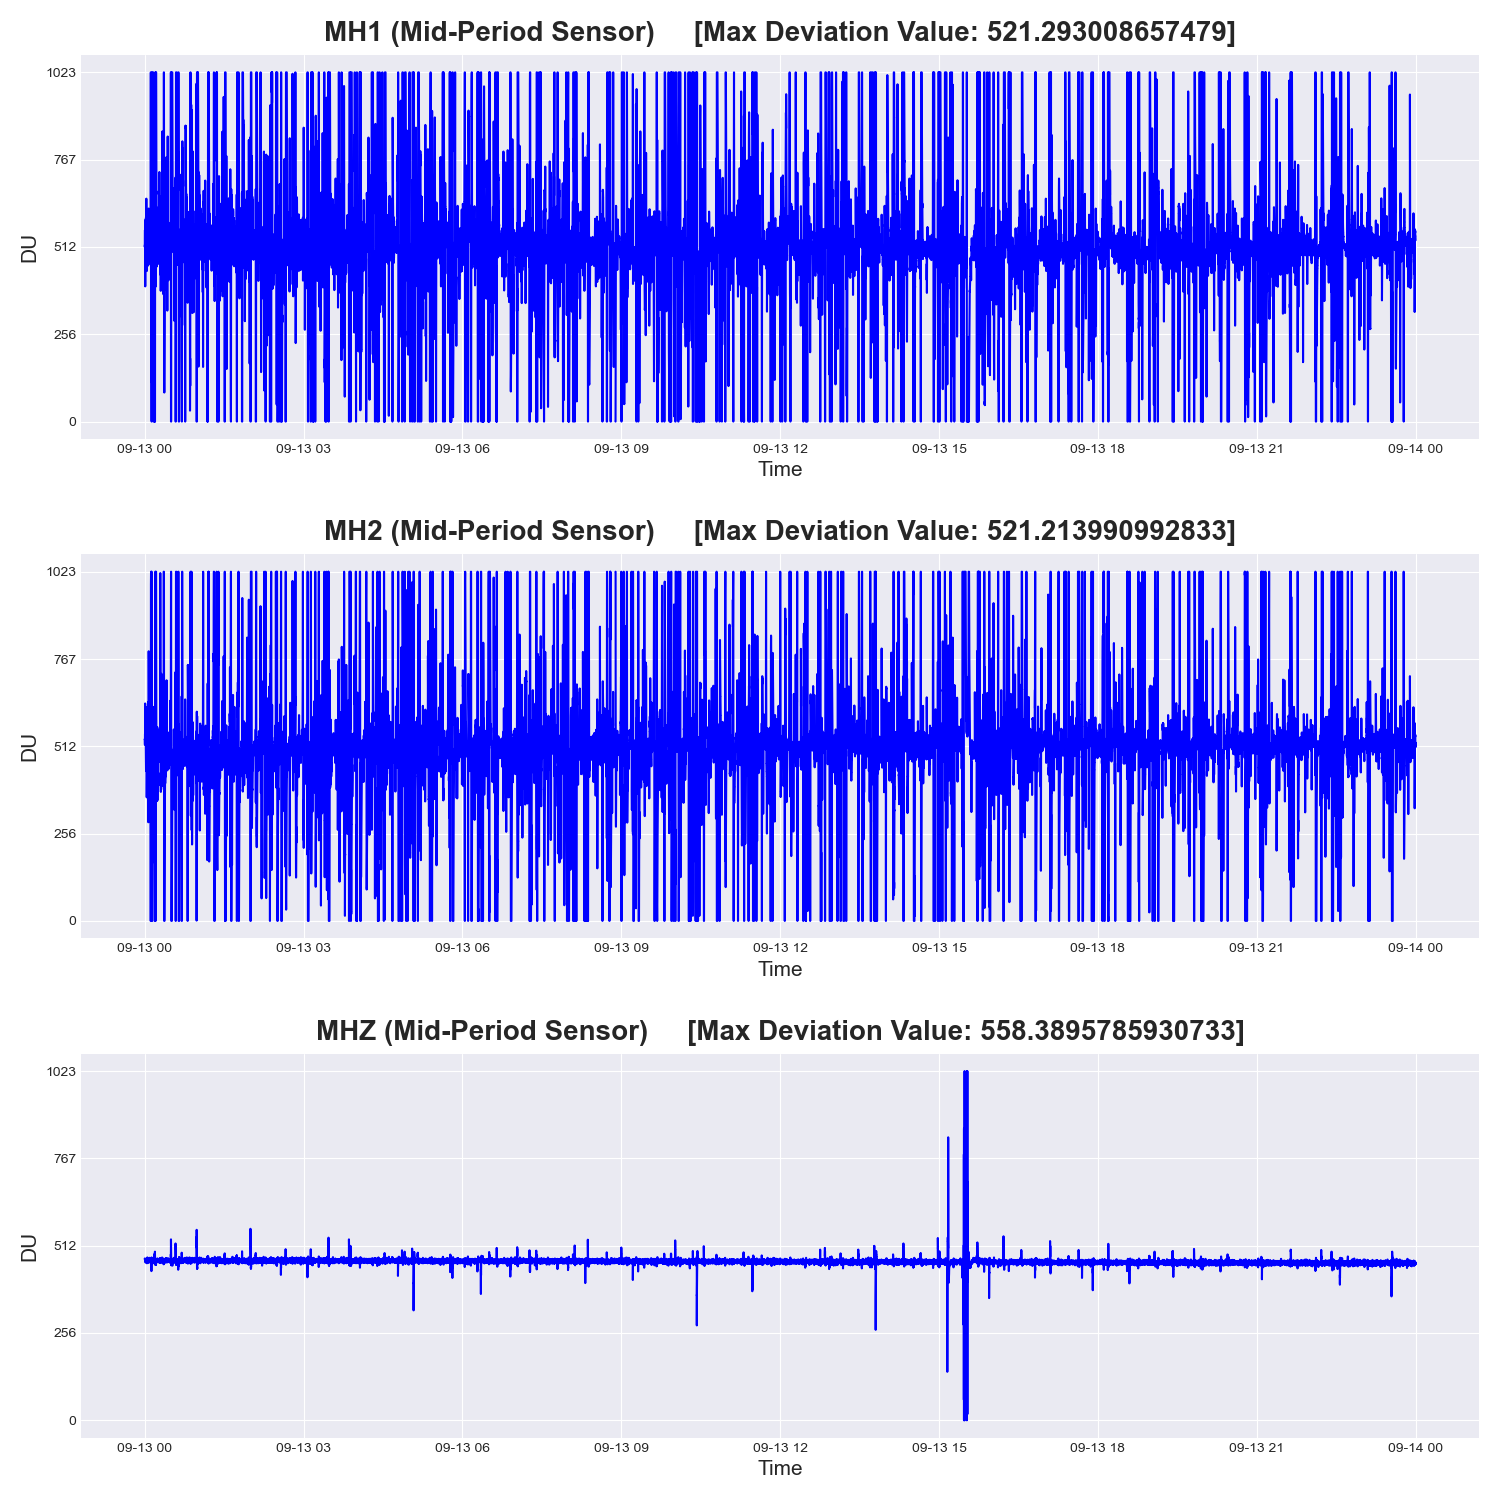 MH1 (Mid-Period Sensor) [Max Deviation Value: 521.293008657479]
1023
767
512
256
0
DU
09-13 00 09-13 03 09-13 06 09-13 09 09-13 12 09-13 15 09-13 18 09-13 21 09-14 00
Time
MH2 (Mid-Period Sensor) [Max Deviation Value: 521.213990992833]
1023
767
512
256
0
DU
09-13 00 09-13 03 09-13 06 09-13 09 09-13 12 09-13 15 09-13 18 09-13 21 09-14 00
Time
MHZ (Mid-Period Sensor) [Max Deviation Value: 558.3895785930733]
1023
767
512
256
0
DU
09-13 00 09-13 03 09-13 06 09-13 09 09-13 12 09-13 15 09-13 18 09-13 21 09-14 00
Time